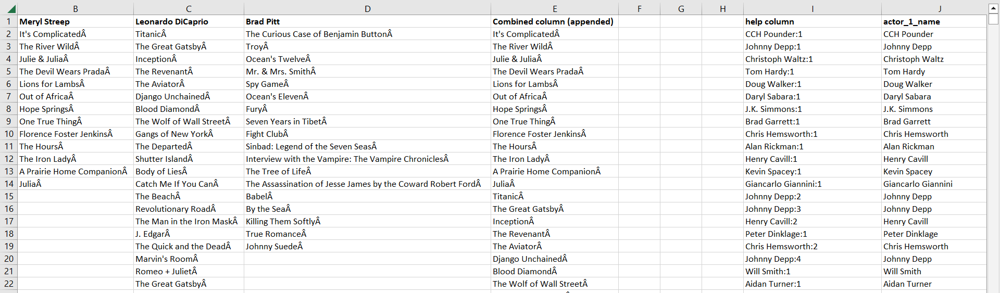 B C D E F G H I J
1 Meryl Streep Leonardo DiCaprio Brad Pitt Combined column (appended) help column actor_1_name
2 It's ComplicatedÂ TitanicÂ The Curious Case of Benjamin ButtonÂ It's ComplicatedÂ CCH Pounder:1 CCH Pounder
3 The River WildÂ The Great GatsbyÂ TroyÂ The River WildÂ Johnny Depp:1 Johnny Depp
4 Julie & JuliaÂ InceptionÂ Ocean's TwelveÂ Julie & JuliaÂ Christoph Waltz:1 Christoph Waltz
5 The Devil Wears PradaÂ The RevenantÂ Mr. & Mrs. SmithÂ The Devil Wears PradaÂ Tom Hardy:1 Tom Hardy
6 Lions for LambsÂ The AviatorÂ Spy GameÂ Lions for LambsÂ Doug Walker:1 Doug Walker
7 Out of AfricaÂ Django UnchainedÂ Ocean's ElevenÂ Out of AfricaÂ Daryl Sabara:1 Daryl Sabara
8 Hope SpringsÂ Blood DiamondÂ FuryÂ Hope SpringsÂ J.K. Simmons:1 J.K. Simmons
9 One True ThingÂ The Wolf of Wall StreetÂ Seven Years in TibetÂ One True ThingÂ Brad Garrett:1 Brad Garrett
10 Florence Foster JenkinsÂ Gangs of New YorkÂ Fight ClubÂ Florence Foster JenkinsÂ Chris Hemsworth:1 Chris Hemsworth
11 The HoursÂ The DepartedÂ Sinbad: Legend of the Seven SeasÂ The HoursÂ Alan Rickman:1 Alan Rickman
12 The Iron LadyÂ Shutter IslandÂ Interview with the Vampire: The Vampire ChroniclesÂ The Iron LadyÂ Henry Cavill:1 Henry Cavill
13 A Prairie Home CompanionÂ Body of LiesÂ The Tree of LifeÂ A Prairie Home CompanionÂ Kevin Spacey:1 Kevin Spacey
14 JuliaÂ Catch Me If You CanÂ The Assassination of Jesse James by the Coward Robert FordÂ JuliaÂ Giancarlo Giannini:1 Giancarlo Giannini
15 The BeachÂ BabelÂ TitanicÂ Johnny Depp:2 Johnny Depp
16 Revolutionary RoadÂ By the SeaÂ The Great GatsbyÂ Johnny Depp:3 Johnny Depp
17 The Man in the Iron MaskÂ Killing Them SoftlyÂ InceptionÂ Henry Cavill:2 Henry Cavill
18 J. EdgarÂ True RomanceÂ The RevenantÂ Peter Dinklage:1 Peter Dinklage
19 The Quick and the DeadÂ Johnny SuedeÂ The AviatorÂ Chris Hemsworth:2 Chris Hemsworth
20 Marvin's RoomÂ Django UnchainedÂ Johnny Depp:4 Johnny Depp
21 Romeo + JulietÂ Blood DiamondÂ Will Smith:1 Will Smith
22 The Great GatsbyÂ The Wolf of Wall StreetÂ Aidan Turner:1 Aidan Turner